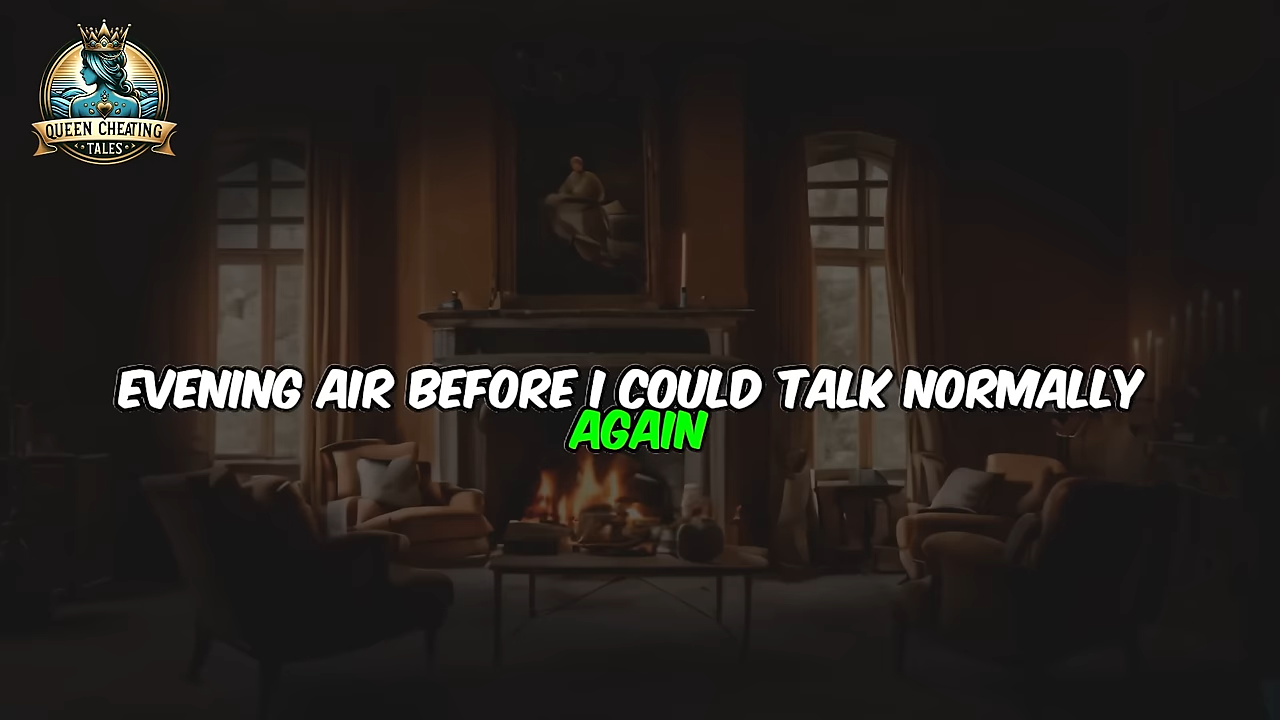 QUEEN CHEATING
TALES
EVENING AIR BEFORE I COULD TALK NORMALLY
AGAIN